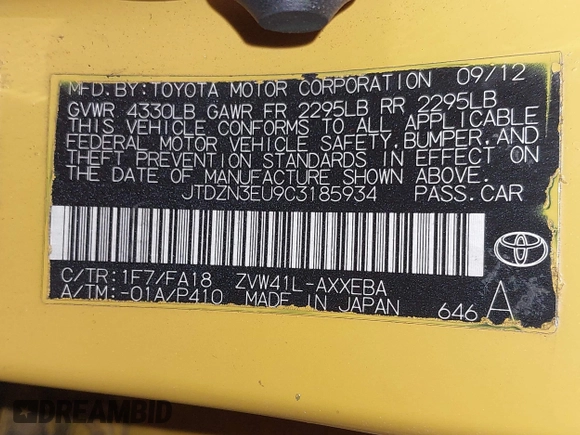 MFD.BY:TOYOTA MOTOR CORPORATION 09/12
GVWR 4330LB GAWR FR 2295LB RR 2295LB
THIS VEHICLE CONFORMS TO ALL APPLICABLE
FEDERAL MOTOR VEHICLE SAFETY,BUMPER,AND
THEFT PREVENTION STANDARDS IN EFFECT ON
THE DATE OF MANUFACTURE SHOWN ABOVE.
JTDZN3EU9C3185934 PASS.CAR
C/TR:1F7/FA18 ZVW41L-AXXEBA
A/TM:-01A/P410 MADE IN JAPAN 646 A
DREAMBID